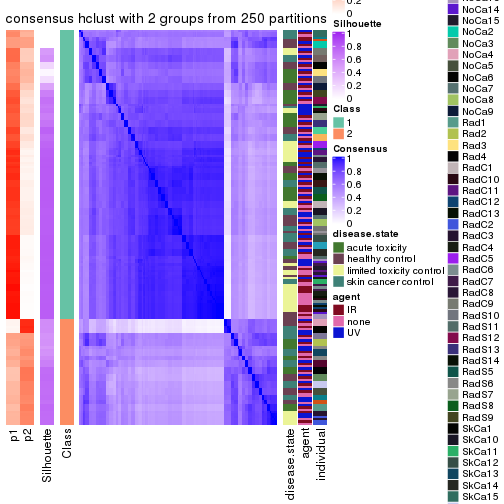 consensus hclust with 2 groups from 250 partitions
0.2
0
Silhouette
1
0.8
0.6
0.4
0.2
0
Class
1
2
Consensus
1
0.8
0.6
0.4
0.2
0
disease.state
acute toxicity
healthy control
limited toxicity control
skin cancer control
agent
IR
none
UV
NoCa14
NoCa15
NoCa2
NoCa3
NoCa4
NoCa5
NoCa6
NoCa7
NoCa8
NoCa9
Rad1
Rad2
Rad3
Rad4
RadC1
RadC10
RadC11
RadC12
RadC13
RadC2
RadC3
RadC4
RadC5
RadC6
RadC7
RadC8
RadC9
RadS10
RadS11
RadS12
RadS13
RadS14
RadS5
RadS6
RadS7
RadS8
RadS9
SkCa1
SkCa10
SkCa11
SkCa12
SkCa13
SkCa14
SkCa15
p1
p2
Silhouette
Class
disease.state
agent
individual